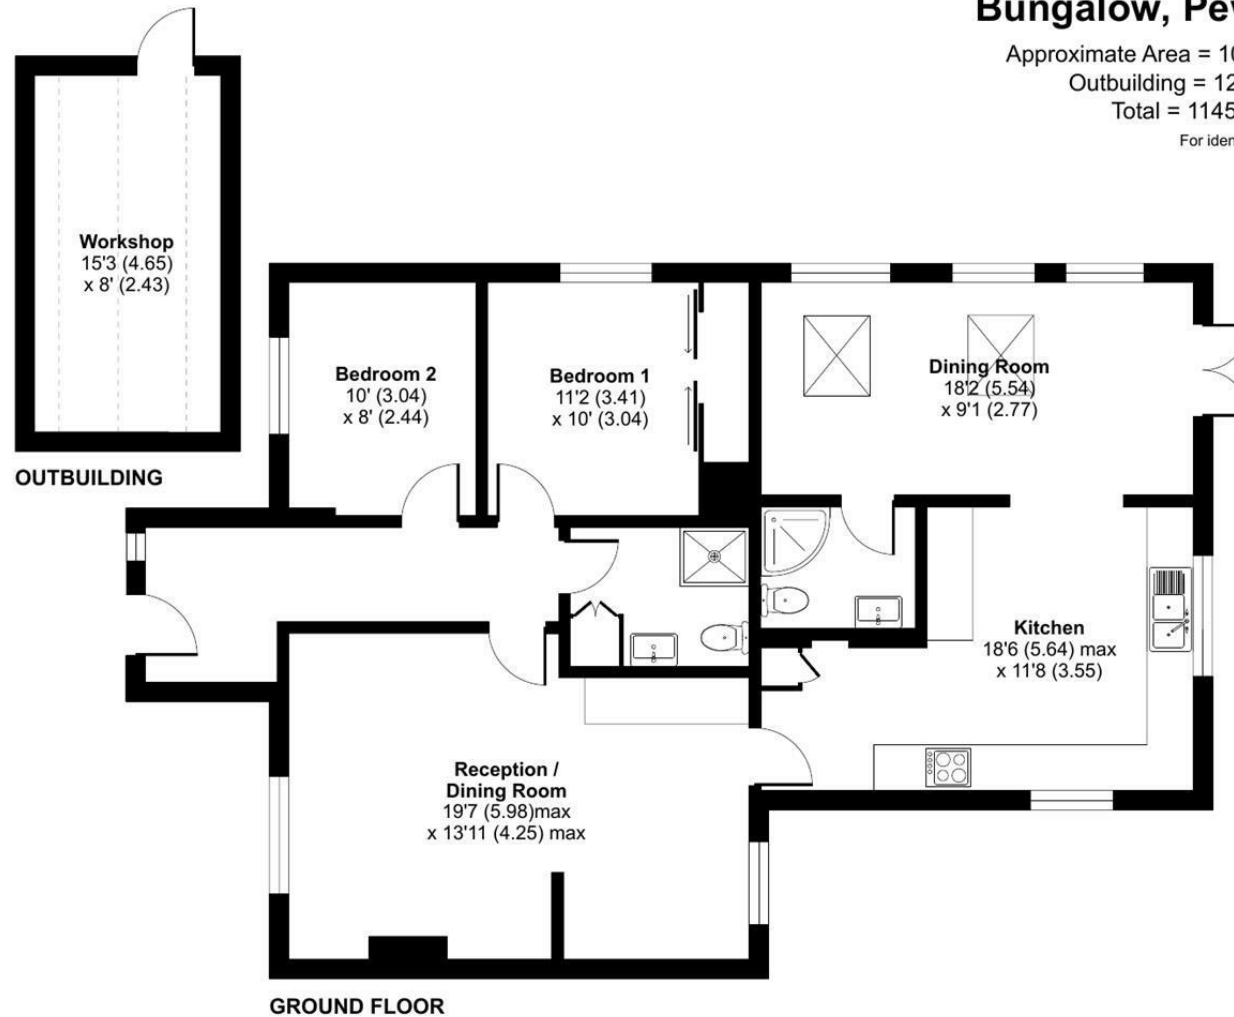 Bungalow,
Approximate Area =
Outbuilding =
Total = 1145
For
Workshop
15'3 (4.65)
x 8' (2.43)
OUTBUILDING
Bedroom 2
10' (3.04)
x 8' (2.44)
Bedroom 1
11'2 (3.41)
x 10' (3.04)
Dining Room
18'2 (5.54)
x 9'1 (2.77)
Kitchen
18'6 (5.64) max
x 11'8 (3.55)
Reception /
Dining Room
19'7 (5.98)max
x 13'11 (4.25) max
GROUND FLOOR